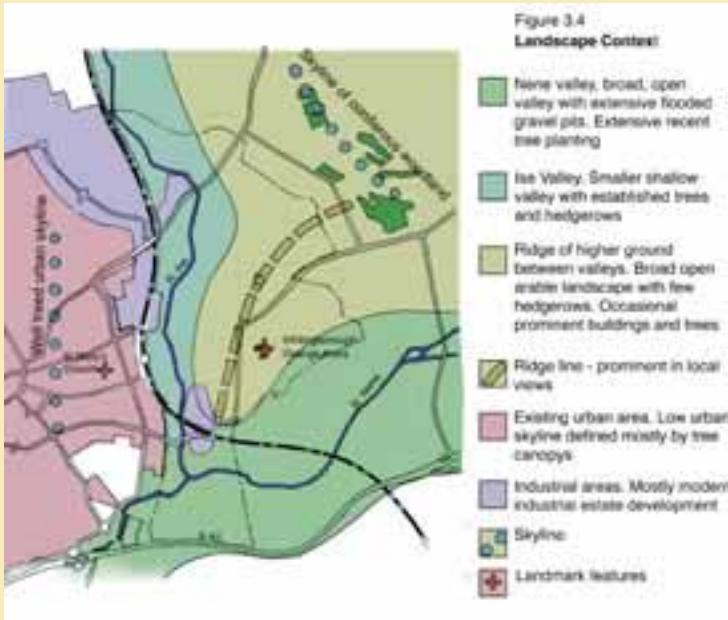 Figure 3.4
Landscape Context
Nene valley, broad, open
valley with extensive flooded
gravel pits. Extensive recent
tree planting
Ise Valley. Smaller shallow
valley with established trees
and hedgerows
Ridge of higher ground
between valleys. Broad open
arable landscape with few
hedgerows. Occasional
prominent buildings and trees
Ridge line - prominent in local
views
Existing urban area. Low urban
skyline defined mostly by tree
canopys
Industrial areas. Mostly modern
industrial estate development
Skyline
Landmark features
Skyline of coniferous woodland
Well treed urban skyline